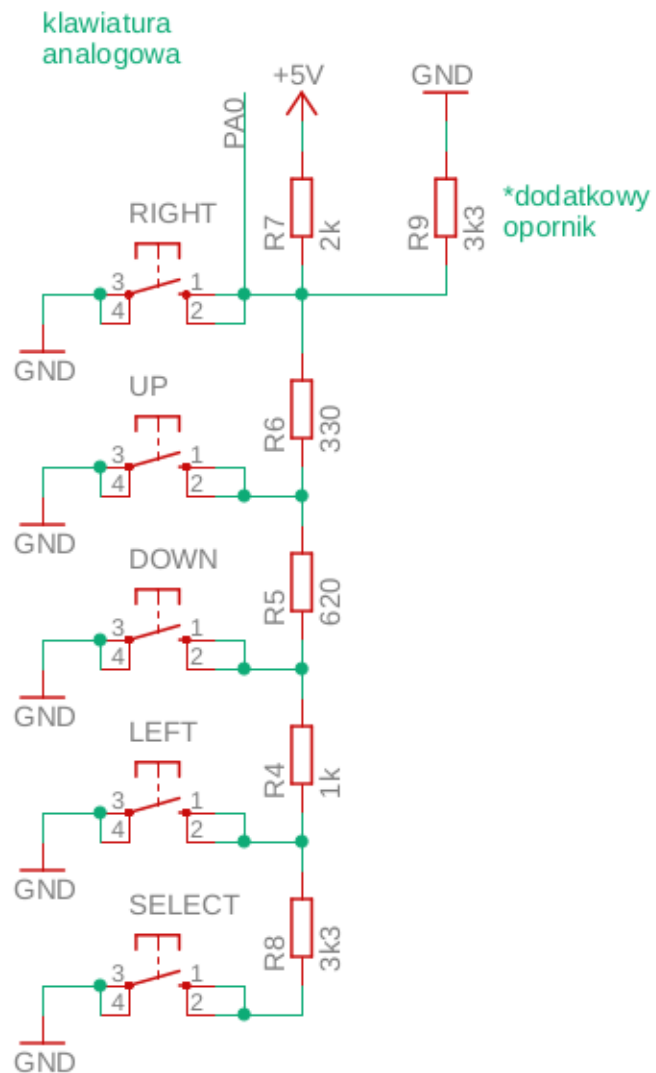 klawiatura
analogowa
+5V
GND
PA0
R7
2k
R9
3k3
*dodatkowy
opornik
RIGHT
3
1
4
2
GND
UP
R6
330
3
1
4
2
GND
DOWN
R5
620
3
1
4
2
GND
LEFT
R4
1k
3
1
4
2
GND
SELECT
R8
3k3
3
1
4
2
GND